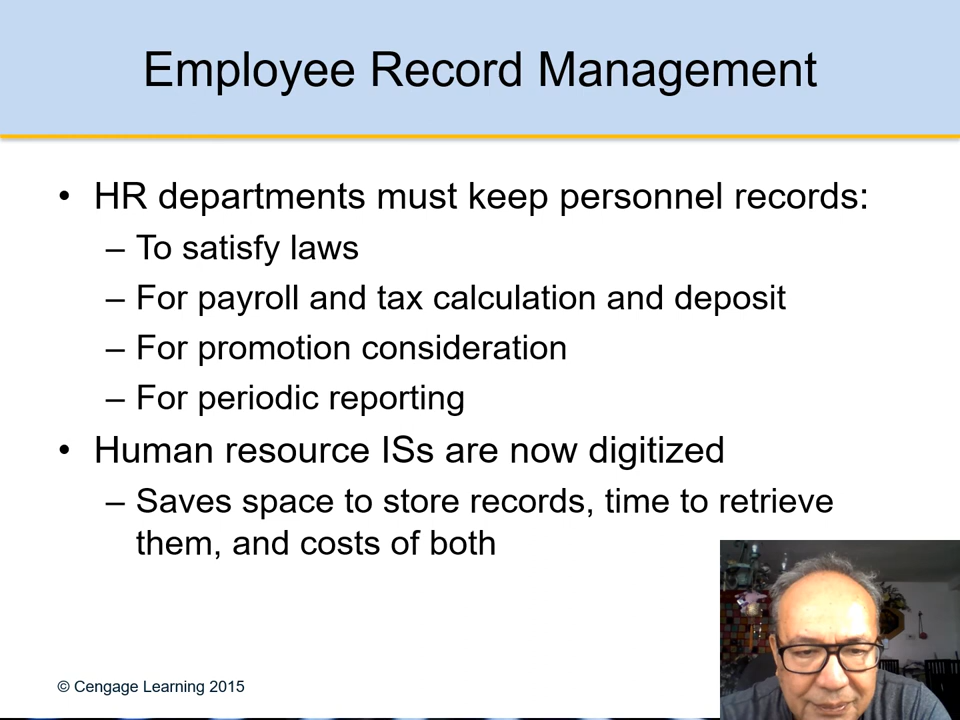 Employee Record Management
• HR departments must keep personnel records:
– To satisfy laws
– For payroll and tax calculation and deposit
– For promotion consideration
– For periodic reporting
• Human resource ISs are now digitized
– Saves space to store records, time to retrieve
them, and costs of both
© Cengage Learning 2015